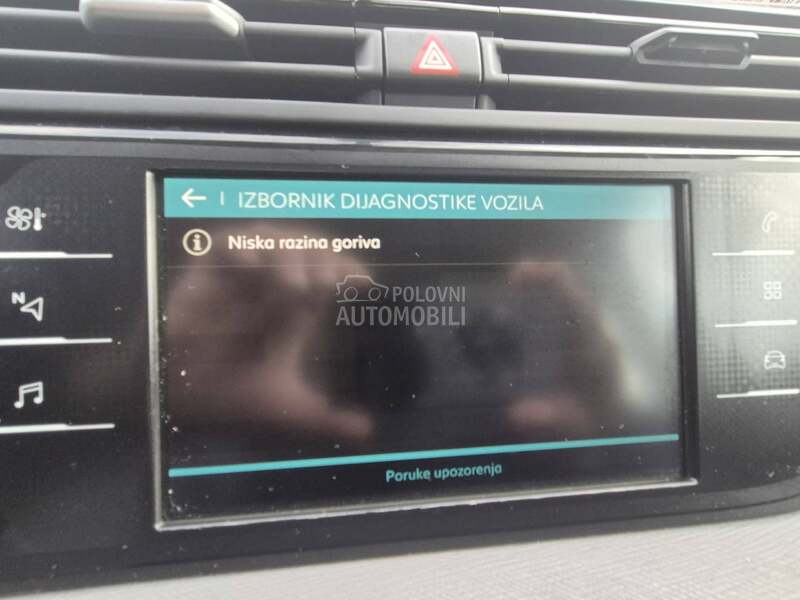 IZBORNIK DIJAGNOSTIKE VOZILA
Niska razina goriva
POLOVNI
AUTOMOBILI
N
Poruke upozorenja